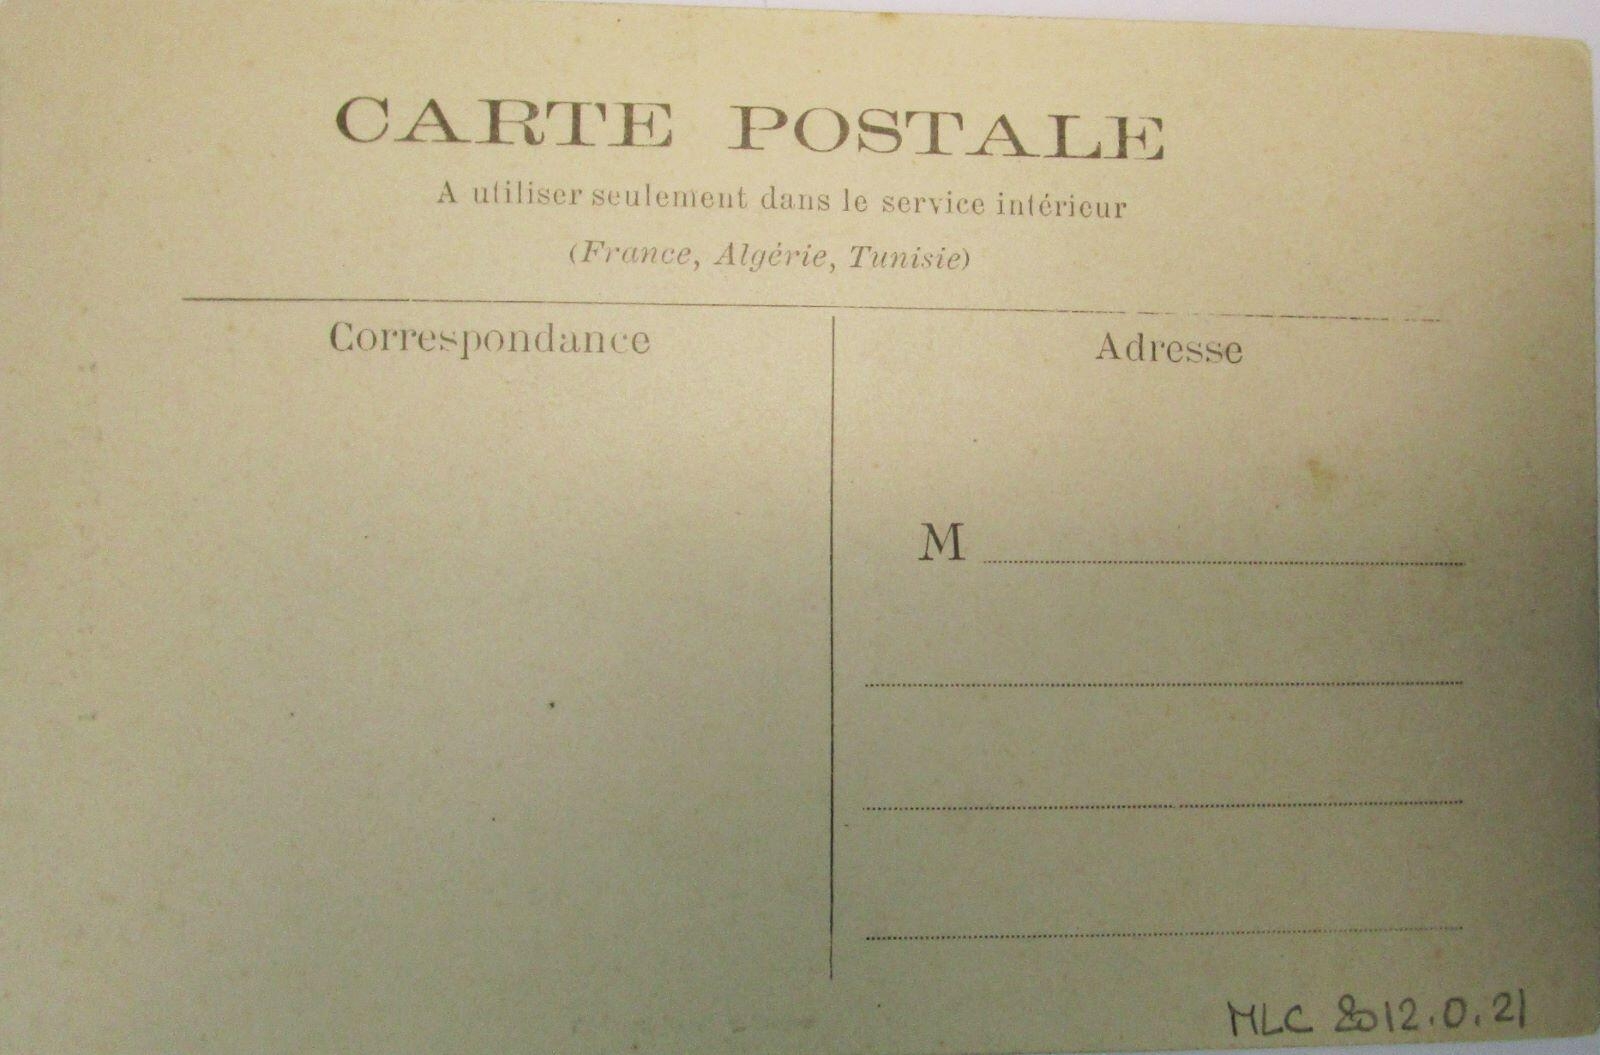 CARTE POSTALE
A utiliser seulement dans le service intérieur
(France, Algérie, Tunisie)
Correspondance
Adresse
M
MLC 2012.0.21